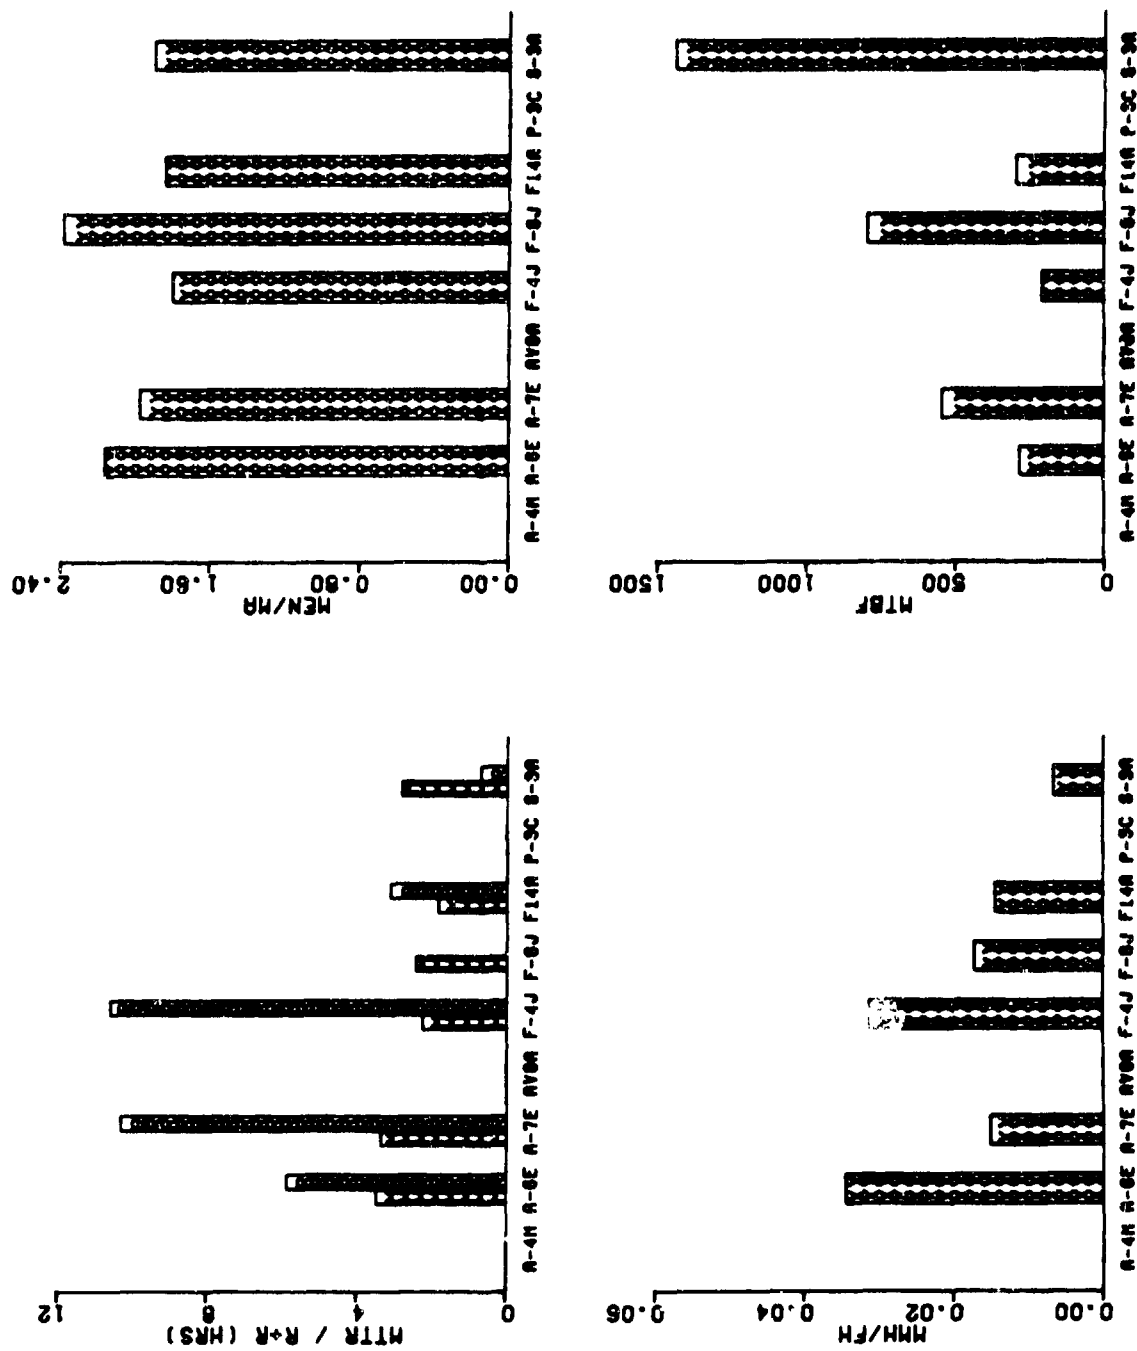 12
8
4
0
MTTR / R+R (HRS)
A-4M A-6E A-7E AV8A F-4J F-8J F14A P-3C S-3A
2.40
1.60
0.80
0.00
MEN/MA
A-4M A-6E A-7E AV8A F-4J F-8J F14A P-3C S-3A
0.06
0.04
0.02
0.00
MMH/FH
A-4M A-6E A-7E AV8A F-4J F-8J F14A P-3C S-3A
1500
1000
500
0
MTBF
A-4M A-6E A-7E AV8A F-4J F-8J F14A P-3C S-3A